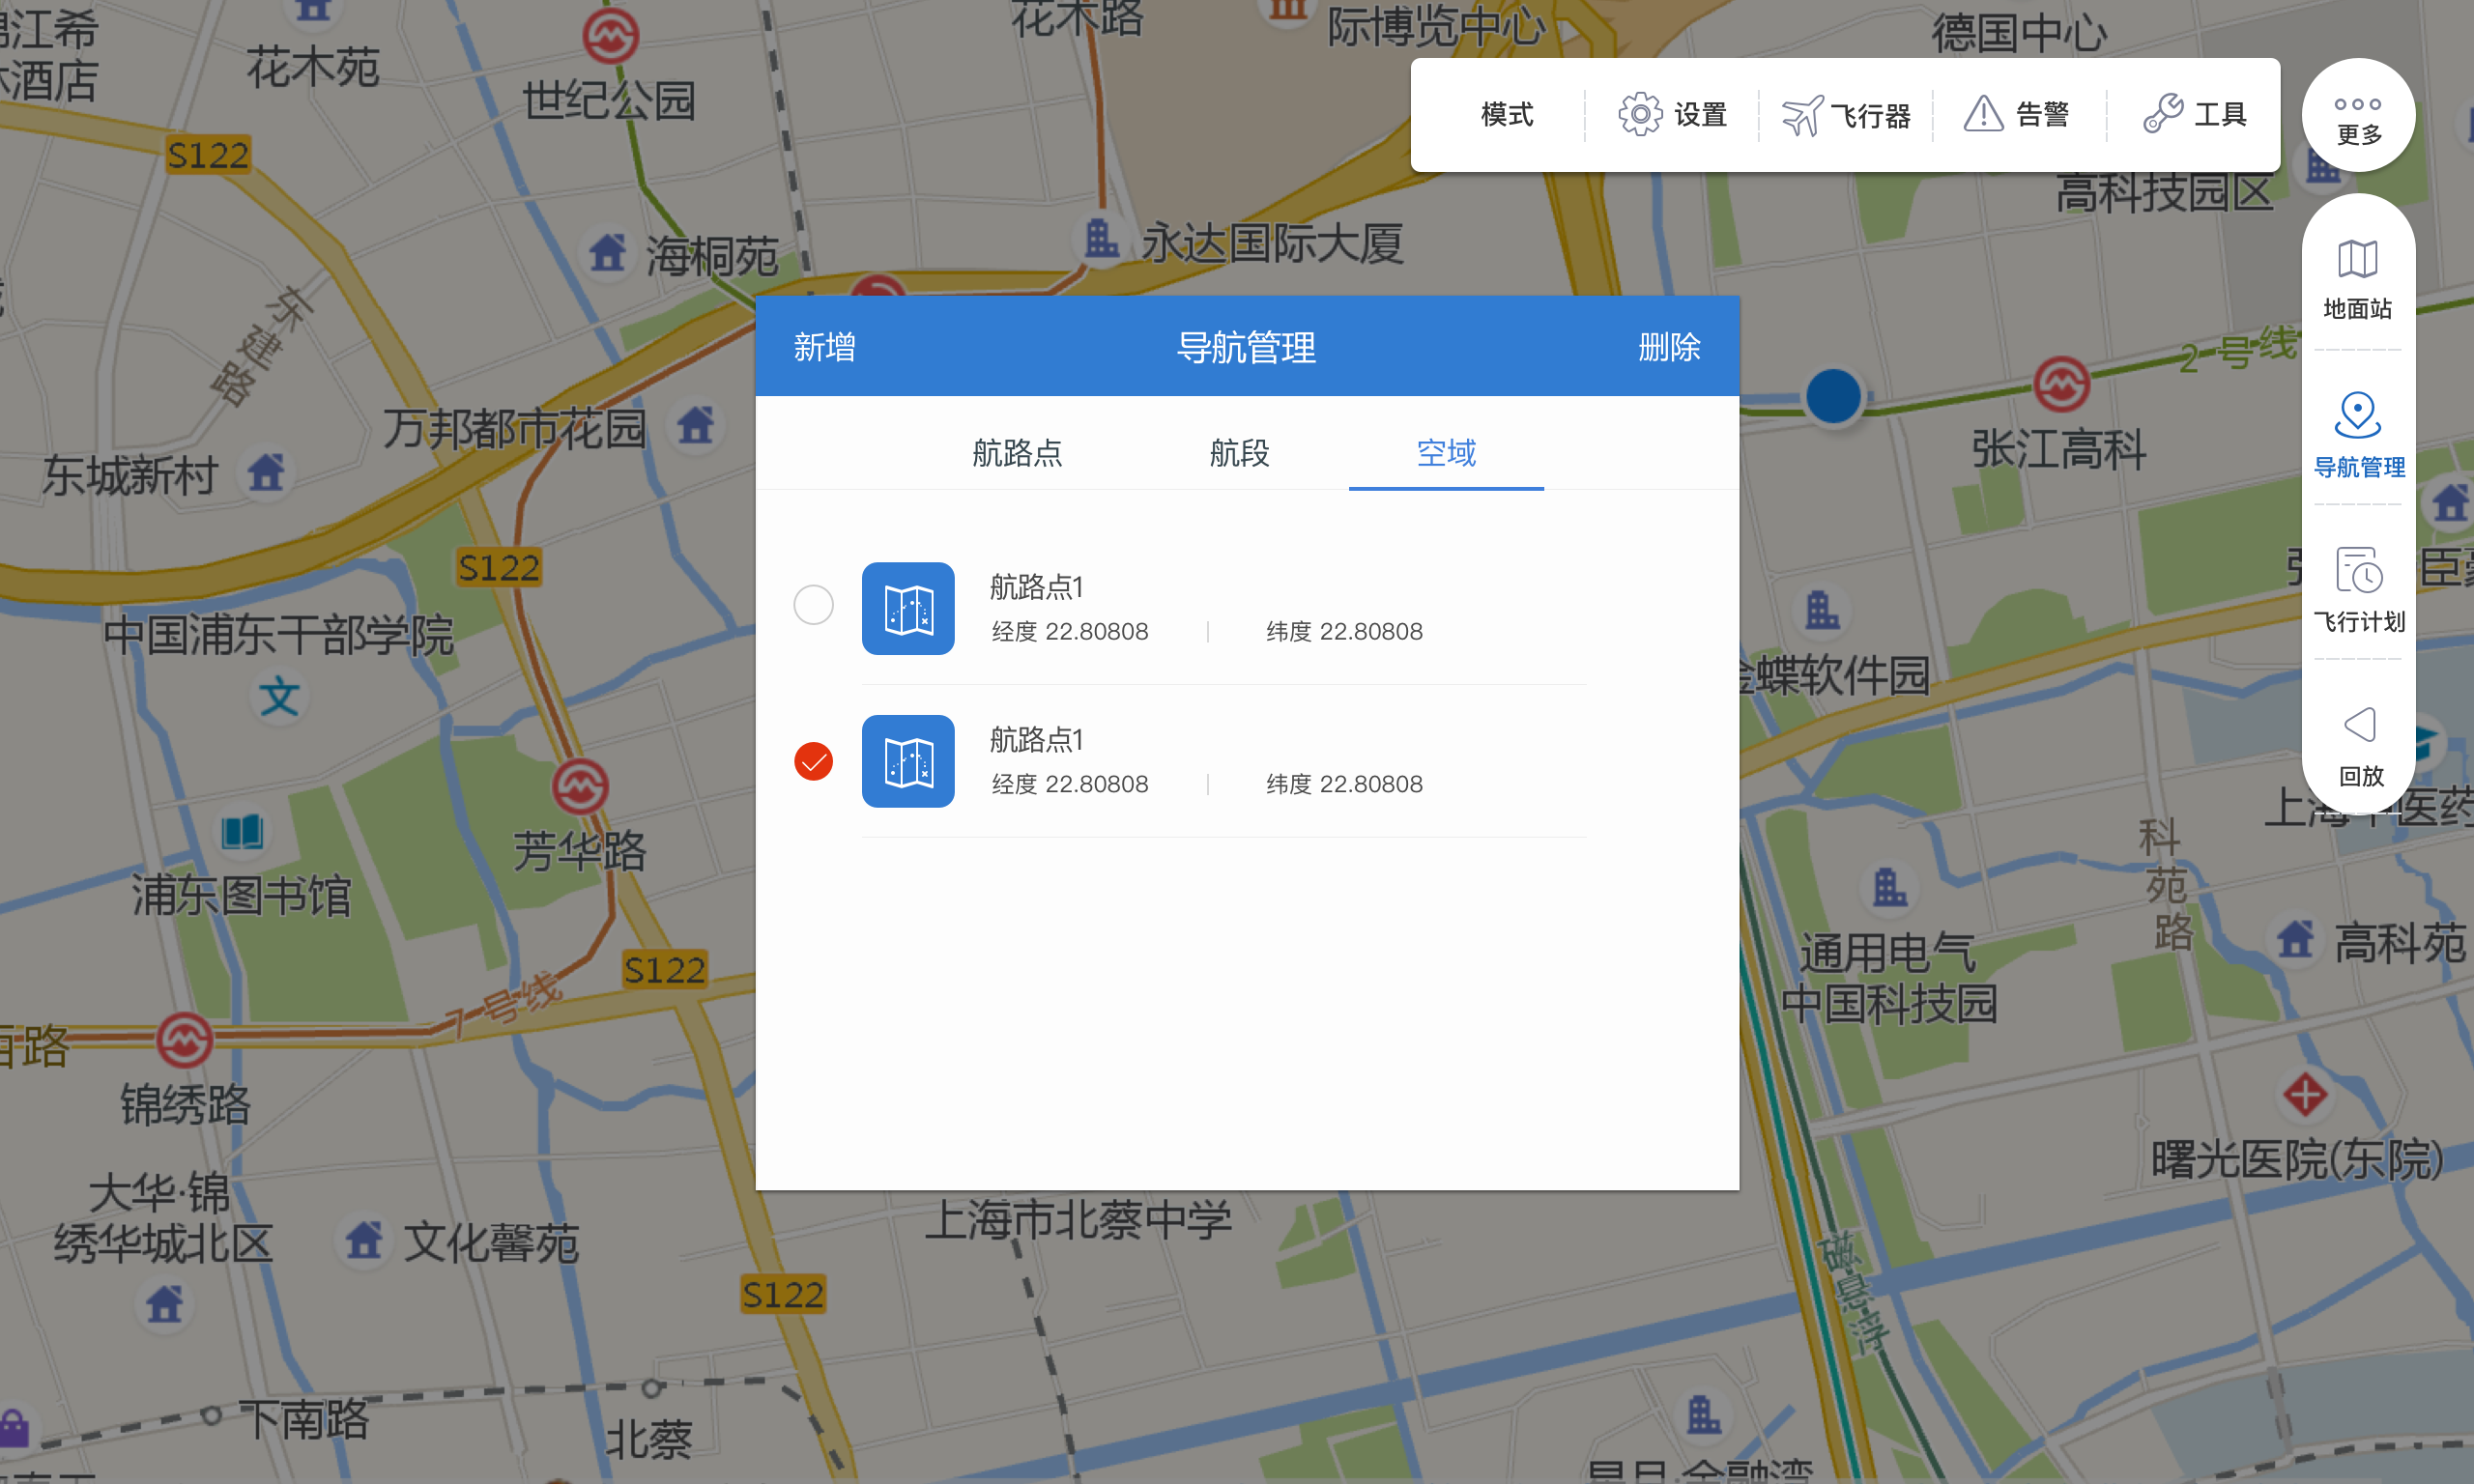 花木苑
世纪公园
花木路
际博览中心
德国中心
S122
模式
设置
飞行器
告警
工具
更多
高科技园区
海桐苑
永达国际大厦
东建路
地面站
2号线
新增
导航管理
删除
万邦都市花园
东城新村
张江高科
航路点
航段
空域
导航管理
S122
航路点1
经度 22.80808
纬度 22.80808
飞行计划
中国浦东干部学院
文
金蝶软件园
航路点1
经度 22.80808
纬度 22.80808
回放
芳华路
浦东图书馆
科苑路
通用电气
中国科技园
高科苑
S122
7号线
锦绣路
曙光医院(东院)
大华·锦
绣华城北区
文化馨苑
上海市北蔡中学
S122
磁悬浮
下南路
北蔡